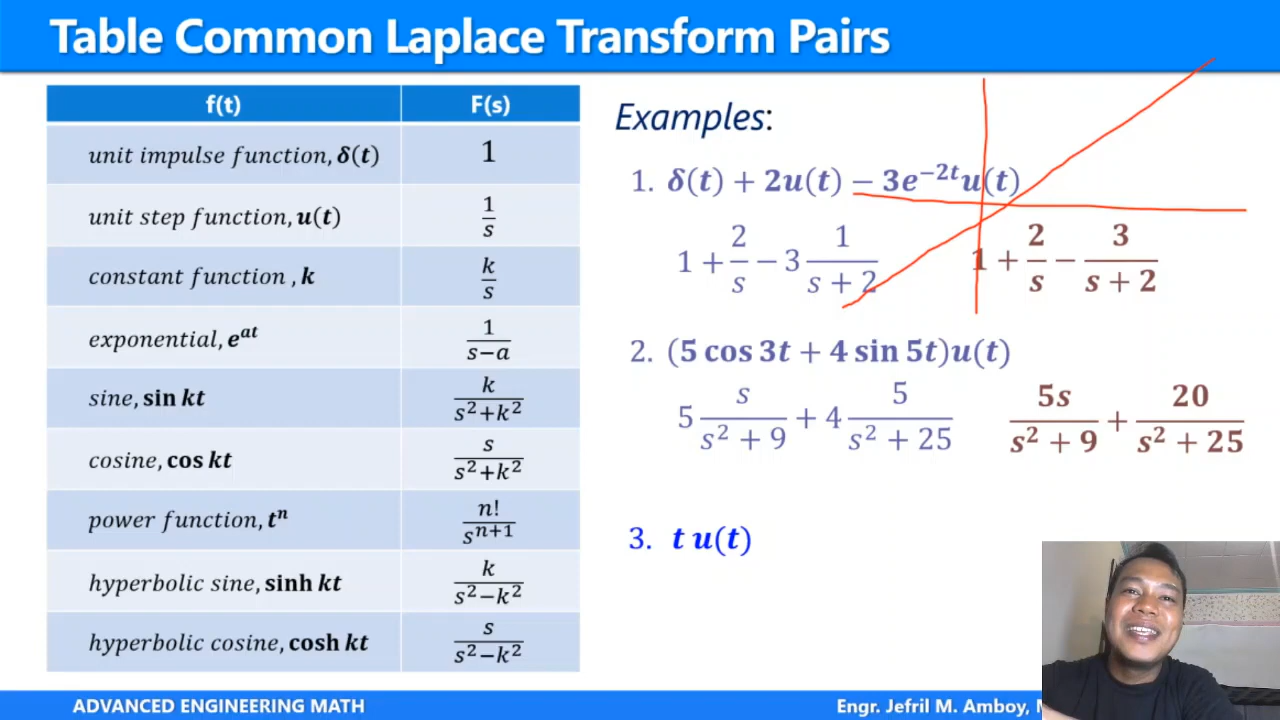 Table Common Laplace Transform Pairs
f(t) F(s)
unit impulse function, δ(t) 1
unit step function, u(t) 1/s
constant function , k k/s
exponential, e^at 1/(s−a)
sine, sin kt k/(s²+k²)
cosine, cos kt s/(s²+k²)
power function, tⁿ n!/sⁿ⁺¹
hyperbolic sine, sinh kt k/(s²−k²)
hyperbolic cosine, cosh kt s/(s²−k²)
Examples:
1. δ(t) + 2u(t) − 3e^−2t u(t)
1 + 2/s − 3 1/(s + 2) 1 + 2/s − 3/(s + 2)
2. (5 cos 3t + 4 sin 5t)u(t)
5 s/(s² + 9) + 4 5/(s² + 25) 5s/(s² + 9) + 20/(s² + 25)
3. t u(t)
ADVANCED ENGINEERING MATH Engr. Jefril M. Amboy,